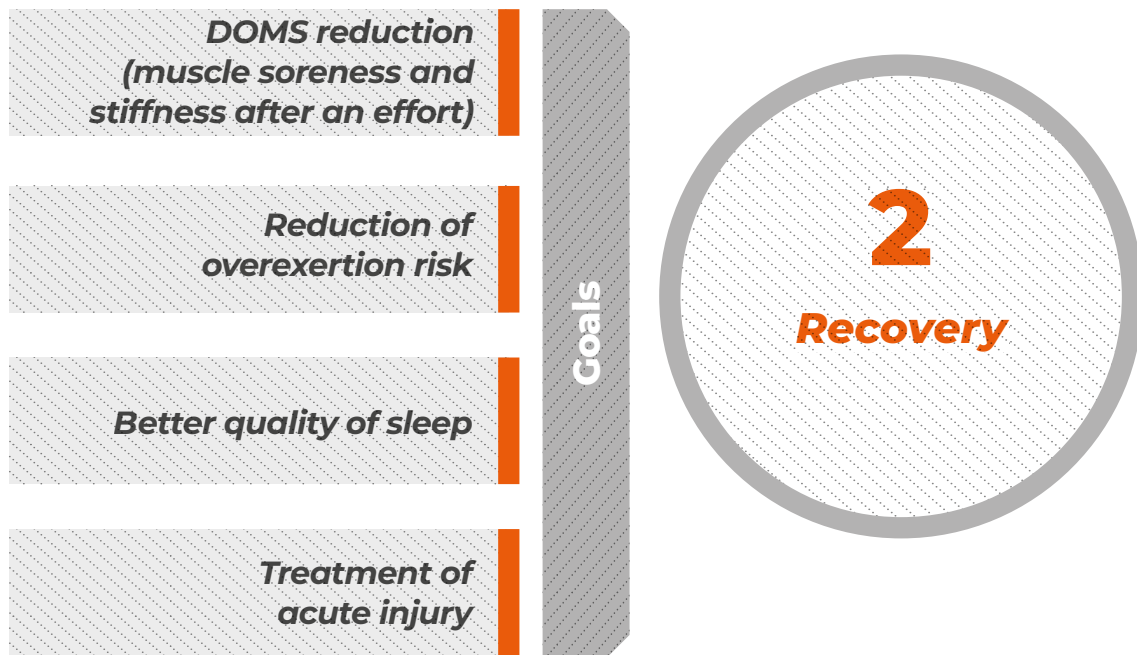 DOMS reduction
(muscle soreness and
stiffness after an effort)
Reduction of
overexertion risk
Better quality of sleep
Treatment of
acute injury
Goals
2
Recovery